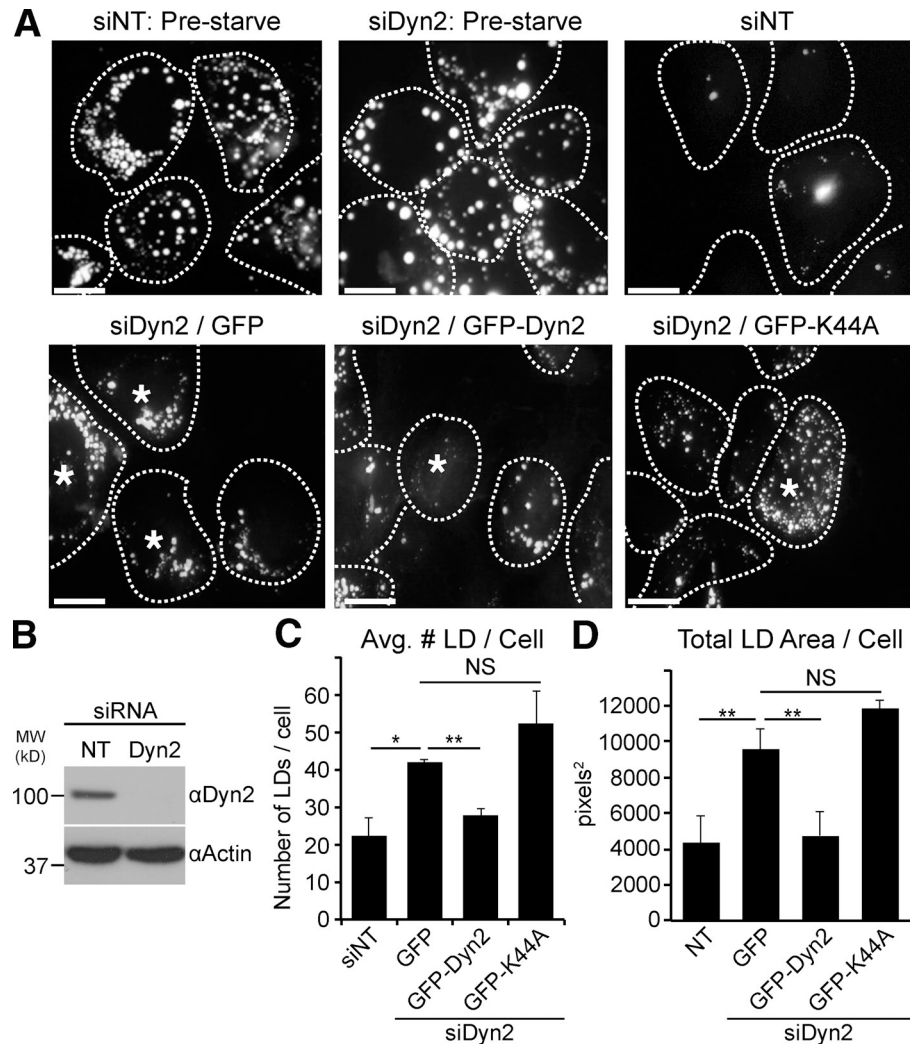 A
siNT: Pre-starve
siDyn2: Pre-starve
siNT
siDyn2 / GFP
siDyn2 / GFP-Dyn2
siDyn2 / GFP-K44A
*
*
*
*
*
B
siRNA
MW
(kD)
NT
Dyn2
100
αDyn2
αActin
37
C
Avg. # LD / Cell
NS
*
**
Number of LDs / cell
60
50
40
30
20
10
0
siNT
GFP
GFP-Dyn2
GFP-K44A
siDyn2
D
Total LD Area / Cell
NS
**
**
pixels²
12000
10000
8000
6000
4000
2000
0
NT
GFP
GFP-Dyn2
GFP-K44A
siDyn2